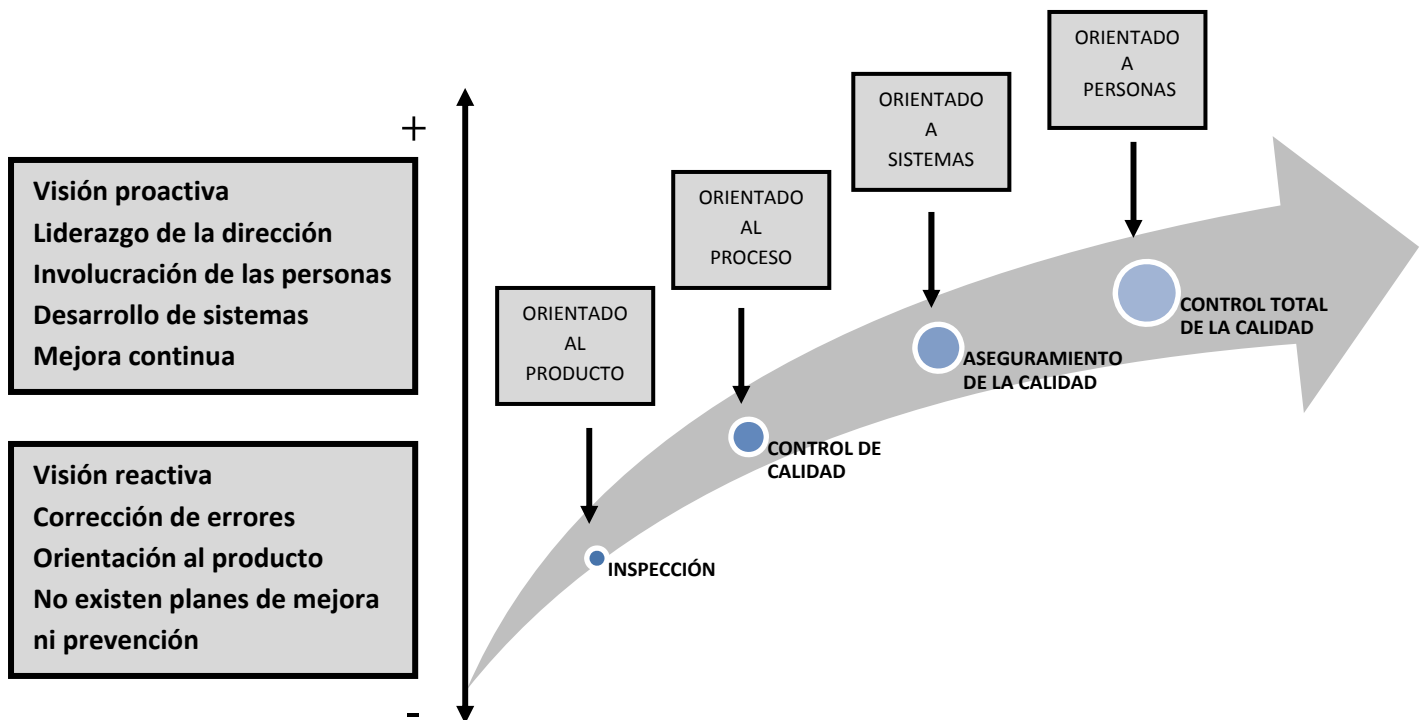 +
Visión proactiva
Liderazgo de la dirección
Involucración de las personas
Desarrollo de sistemas
Mejora continua
Visión reactiva
Corrección de errores
Orientación al producto
No existen planes de mejora
ni prevención
-
ORIENTADO
AL
PRODUCTO
ORIENTADO
AL
PROCESO
ORIENTADO
A
SISTEMAS
ORIENTADO
A
PERSONAS
INSPECCIÓN
CONTROL DE
CALIDAD
ASEGURAMIENTO
DE LA CALIDAD
CONTROL TOTAL
DE LA CALIDAD